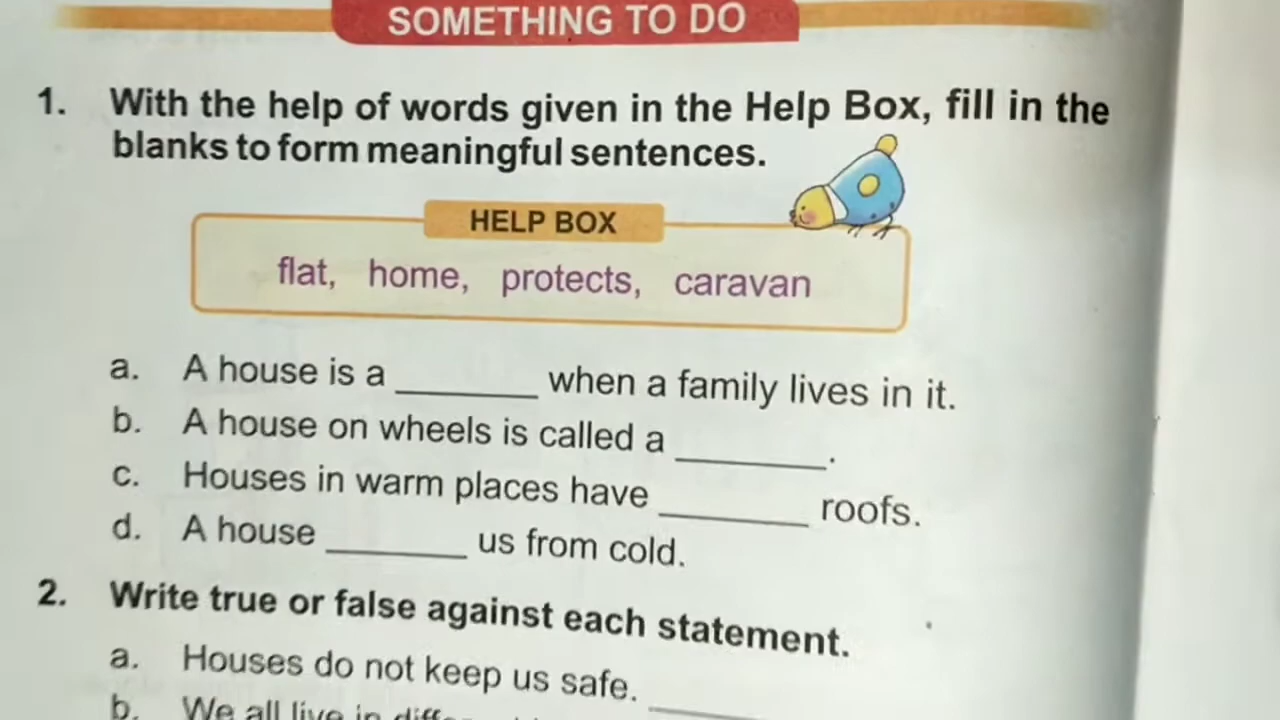 SOMETHING TO DO
1. With the help of words given in the Help Box, fill in the
blanks to form meaningful sentences.
HELP BOX
flat, home, protects, caravan
a. A house is a ________ when a family lives in it.
b. A house on wheels is called a ________.
c. Houses in warm places have ________ roofs.
d. A house ________ us from cold.
2. Write true or false against each statement.
a. Houses do not keep us safe. ________
b. We all live in